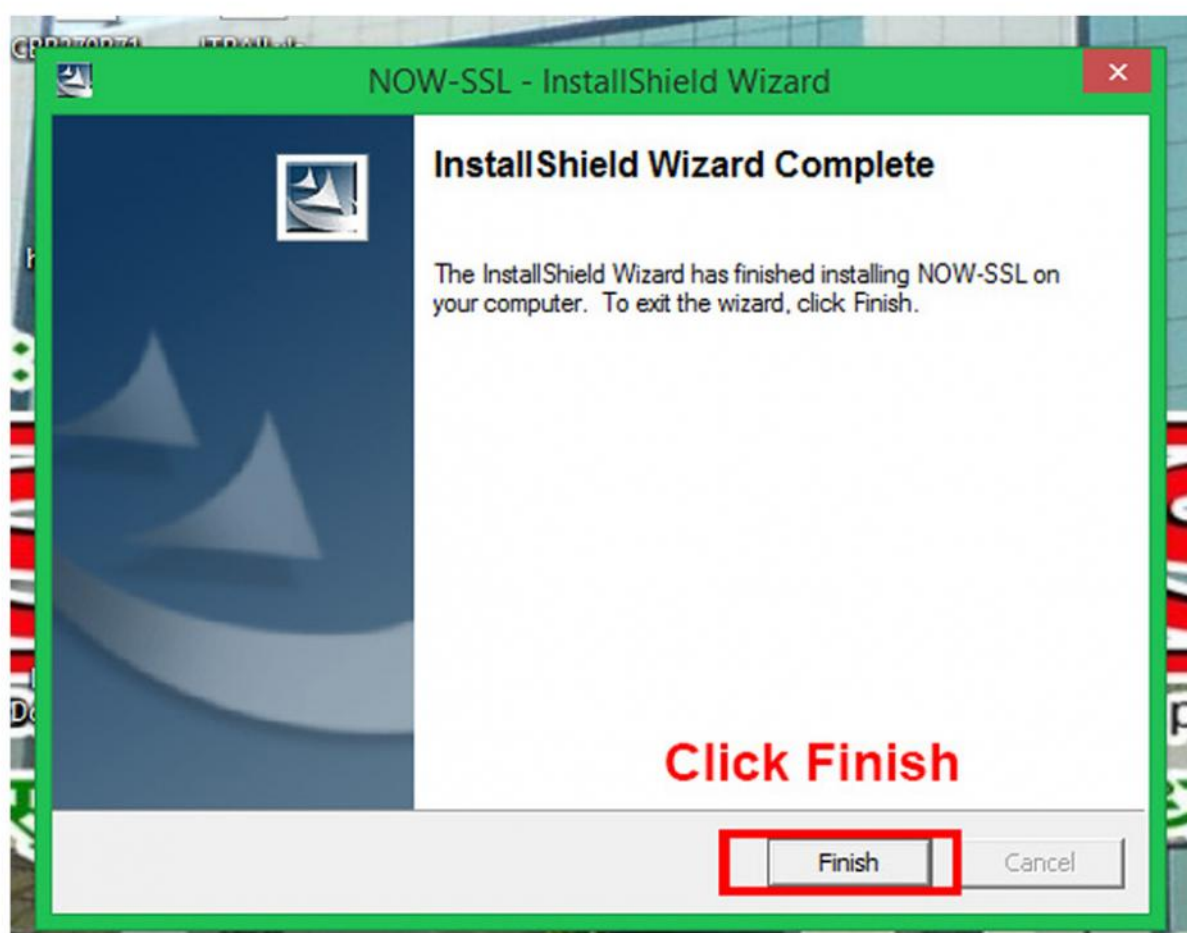 NOW-SSL - InstallShield Wizard
InstallShield Wizard Complete
The InstallShield Wizard has finished installing NOW-SSL on
your computer. To exit the wizard, click Finish.
Click Finish
Finish
Cancel